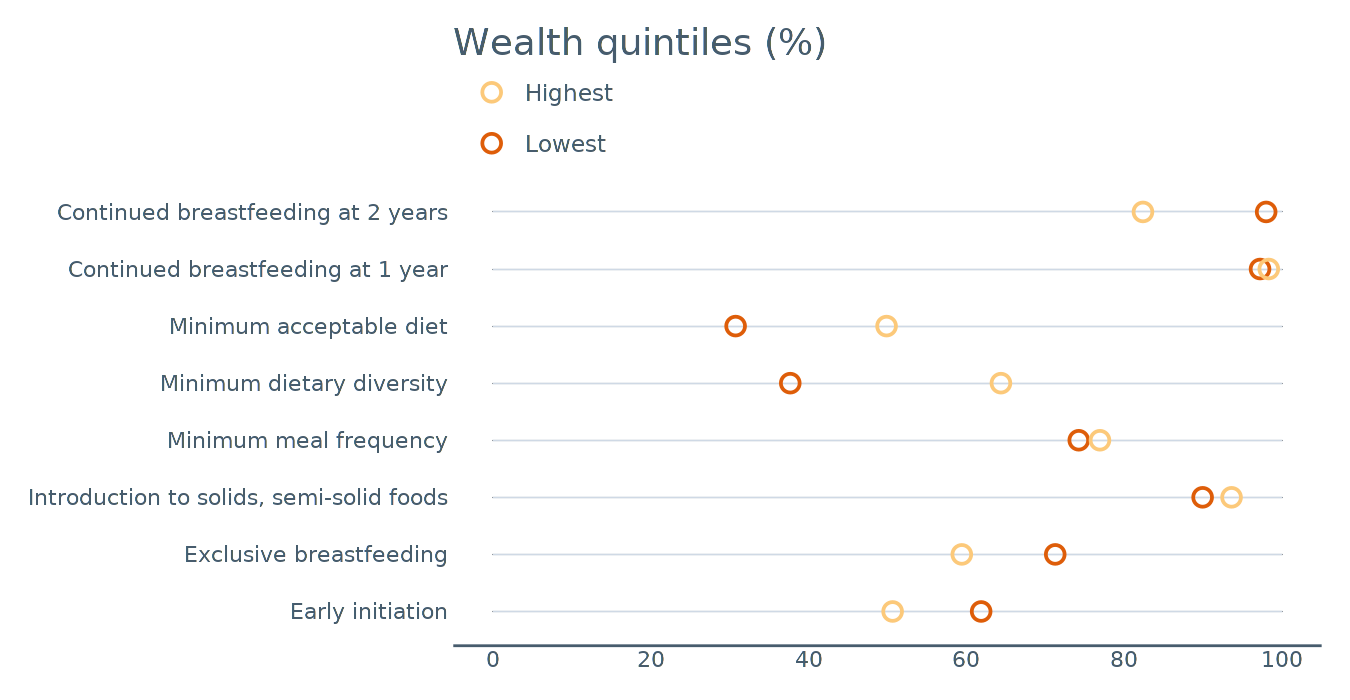 Wealth quintiles (%)
Highest
Lowest
Continued breastfeeding at 2 years
Continued breastfeeding at 1 year
Minimum acceptable diet
Minimum dietary diversity
Minimum meal frequency
Introduction to solids, semi-solid foods
Exclusive breastfeeding
Early initiation
0 20 40 60 80 100